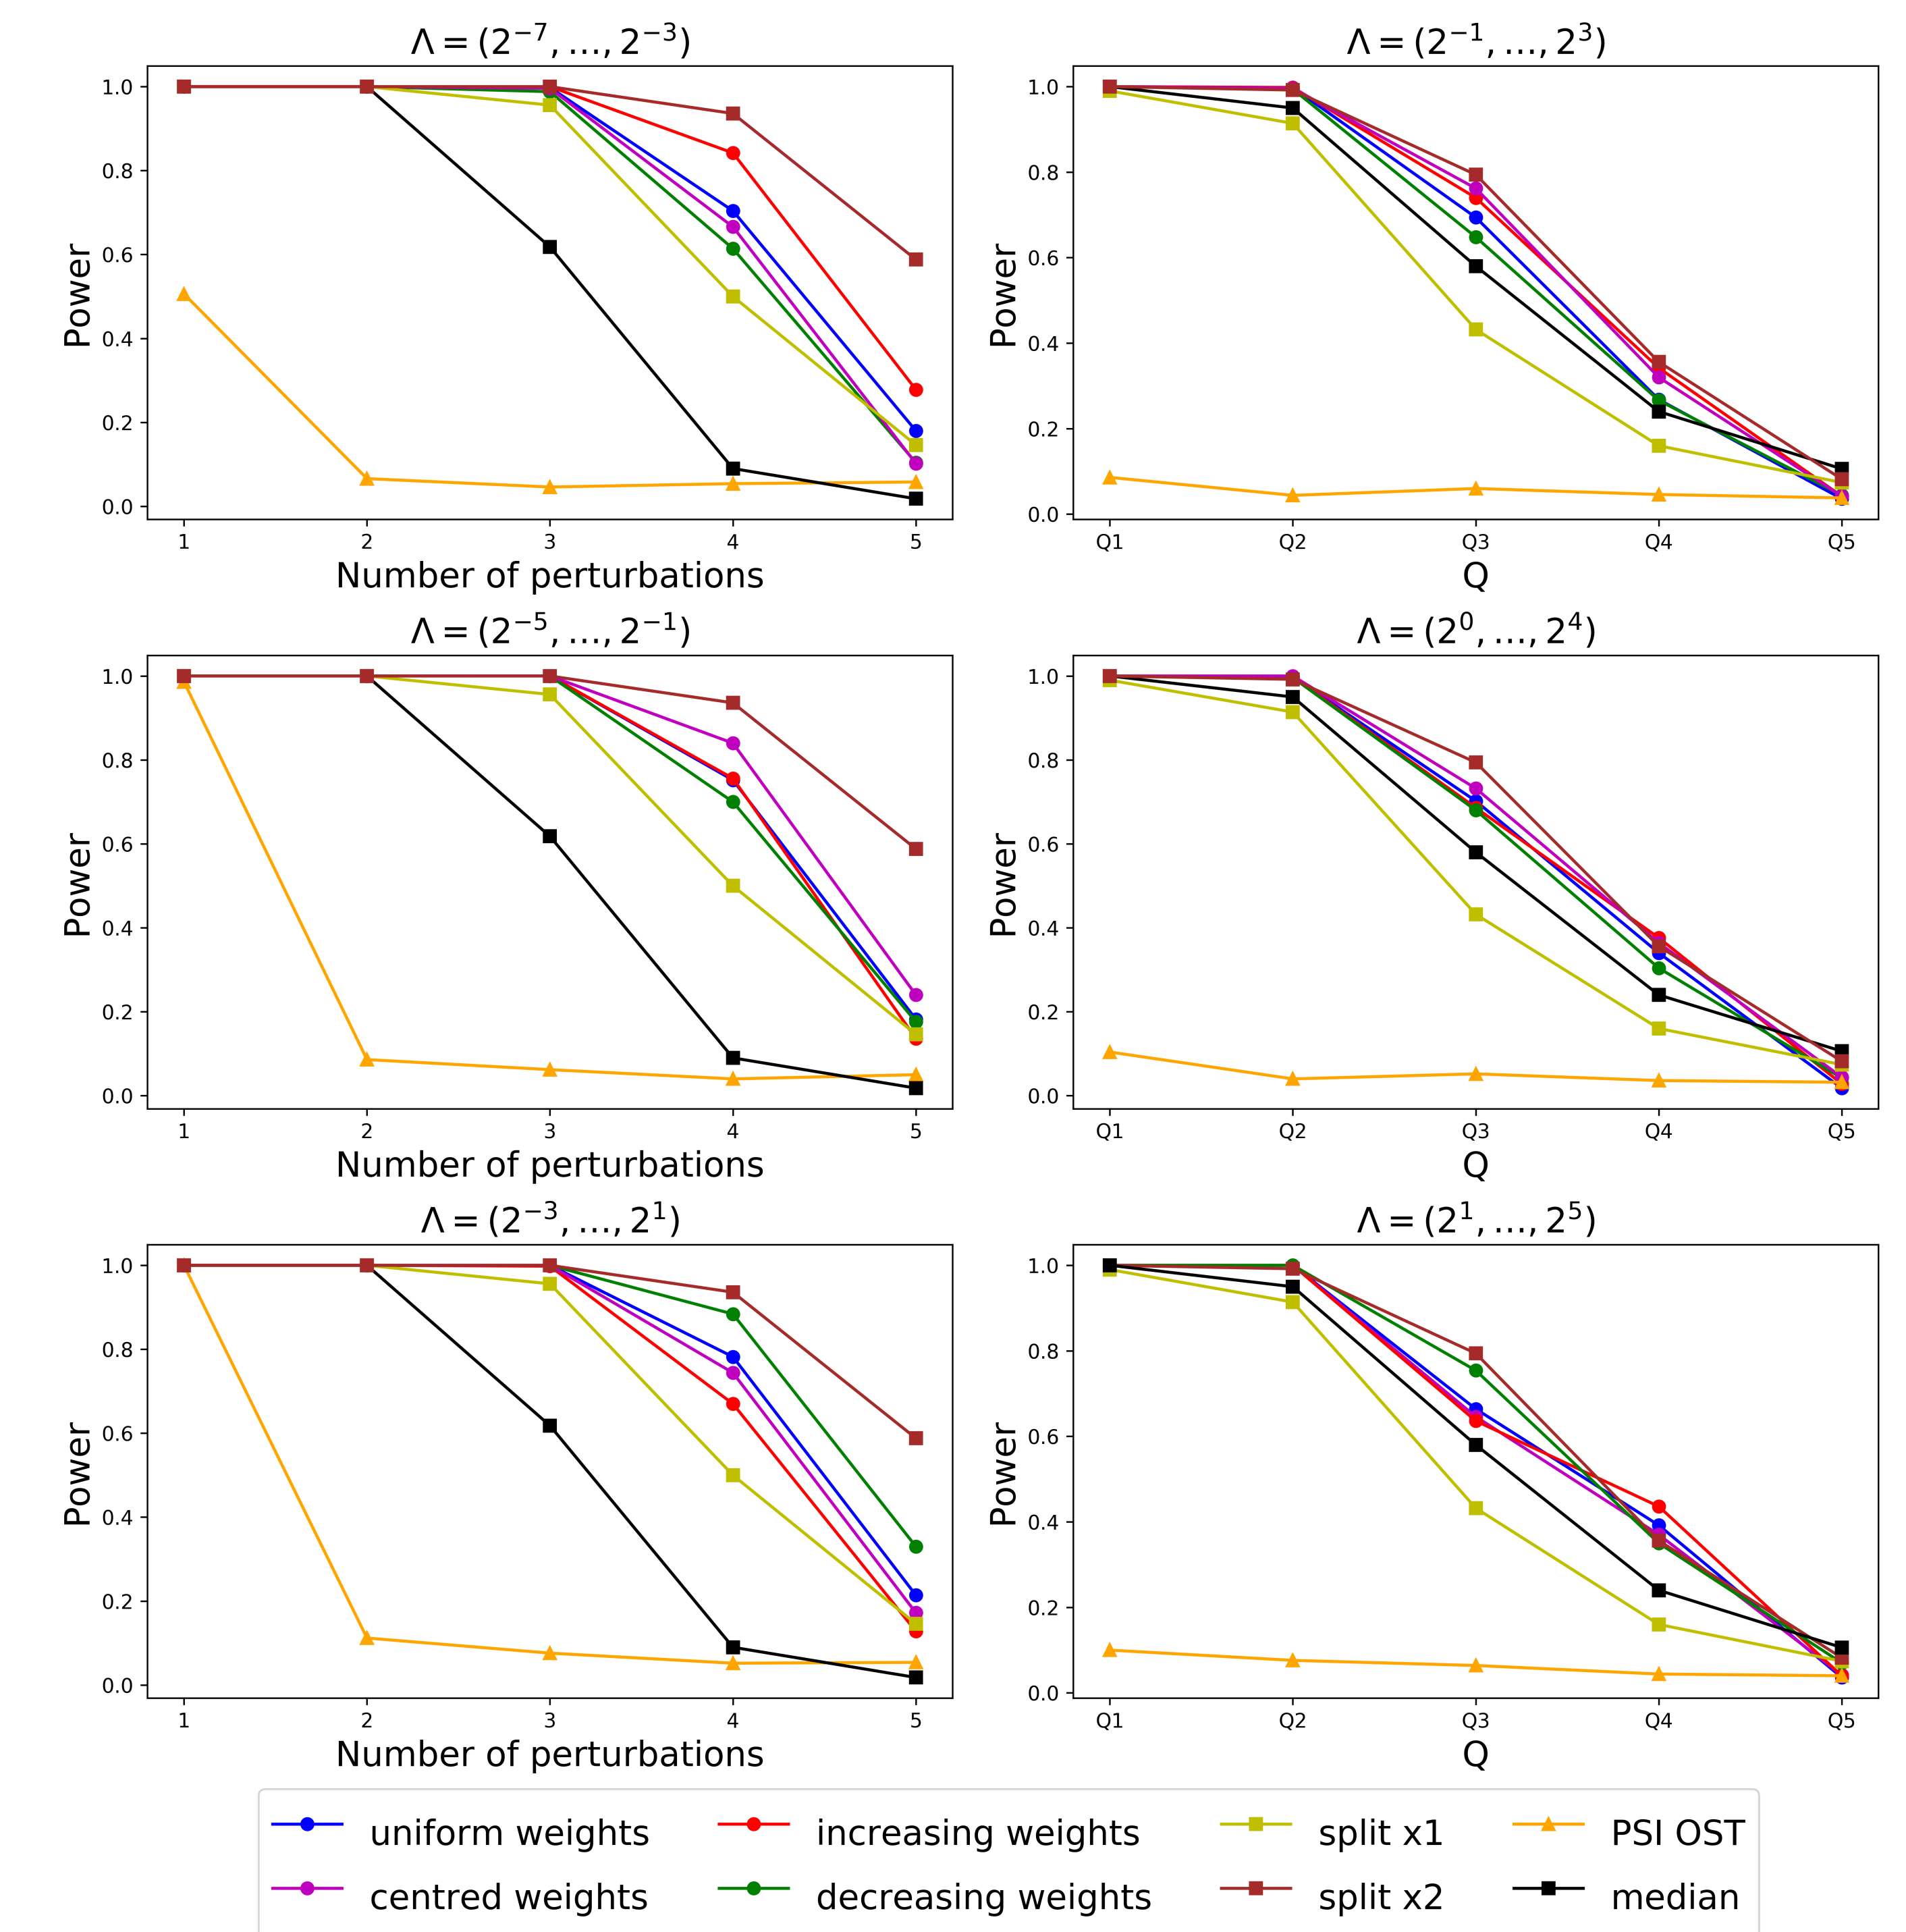 Λ = (2⁻⁷, ..., 2⁻³)
Power
1.0
0.8
0.6
0.4
0.2
0.0
1 2 3 4 5
Number of perturbations
Λ = (2⁻¹, ..., 2³)
Power
1.0
0.8
0.6
0.4
0.2
0.0
Q1 Q2 Q3 Q4 Q5
Q
Λ = (2⁻⁵, ..., 2⁻¹)
Power
1.0
0.8
0.6
0.4
0.2
0.0
1 2 3 4 5
Number of perturbations
Λ = (2⁰, ..., 2⁴)
Power
1.0
0.8
0.6
0.4
0.2
0.0
Q1 Q2 Q3 Q4 Q5
Q
Λ = (2⁻³, ..., 2¹)
Power
1.0
0.8
0.6
0.4
0.2
0.0
1 2 3 4 5
Number of perturbations
Λ = (2¹, ..., 2⁵)
Power
1.0
0.8
0.6
0.4
0.2
0.0
Q1 Q2 Q3 Q4 Q5
Q
uniform weights
centred weights
increasing weights
decreasing weights
split x1
split x2
PSI OST
median